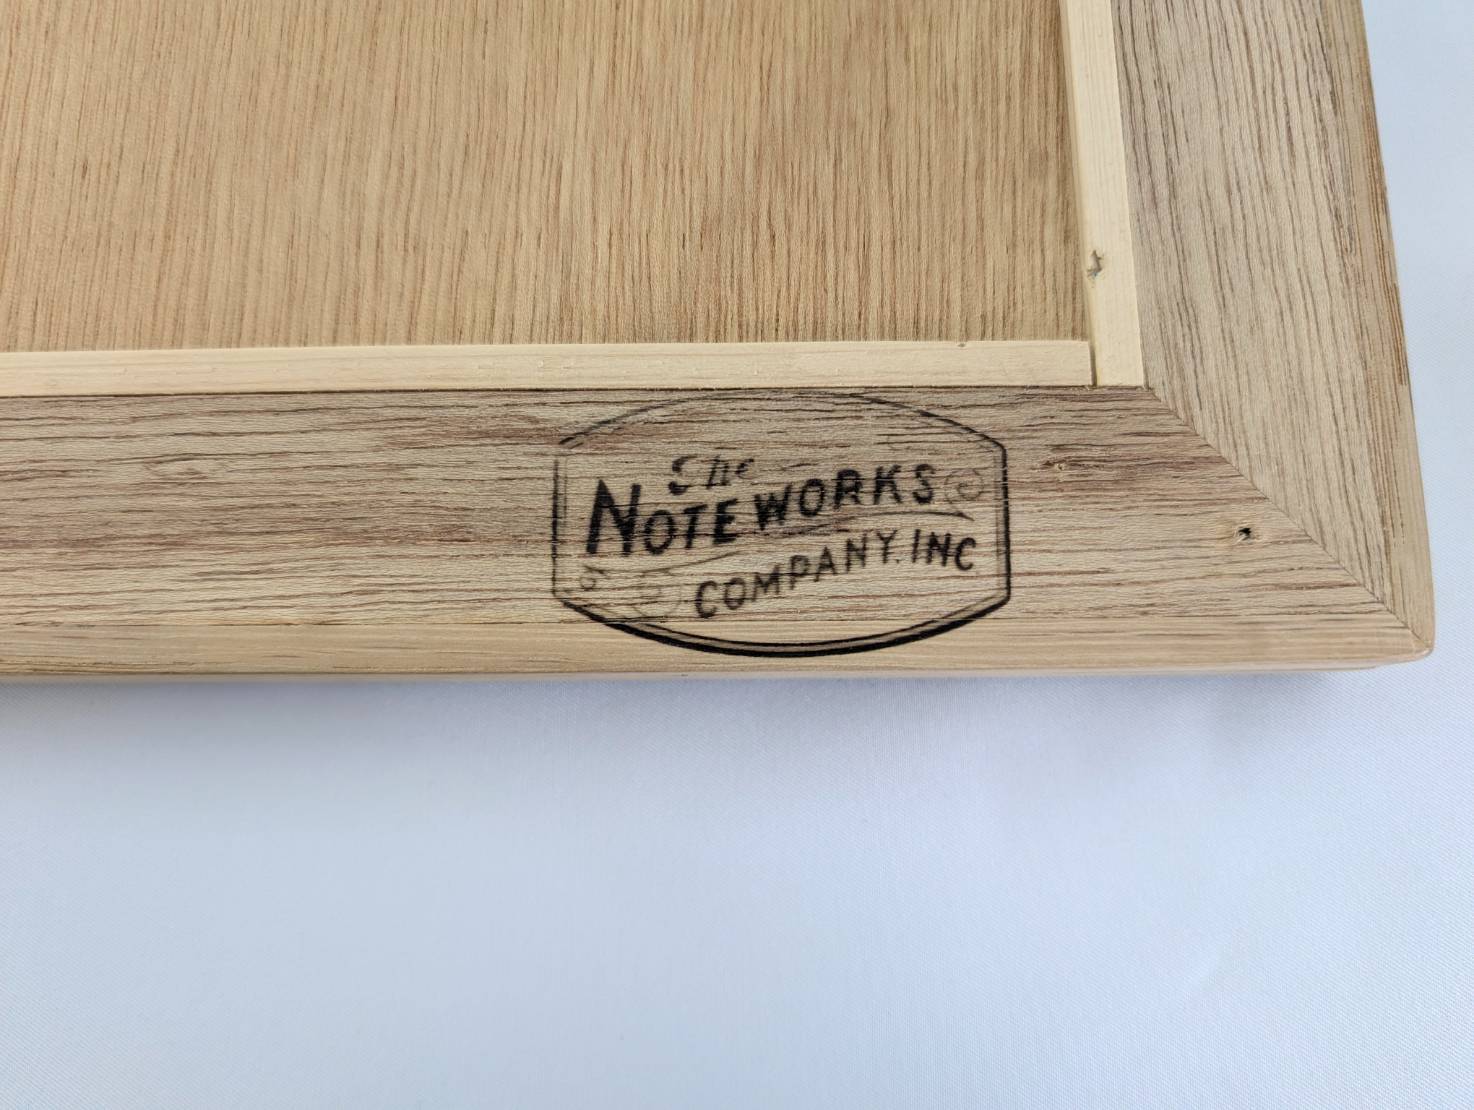 The
NOTEWORKS
COMPANY. INC